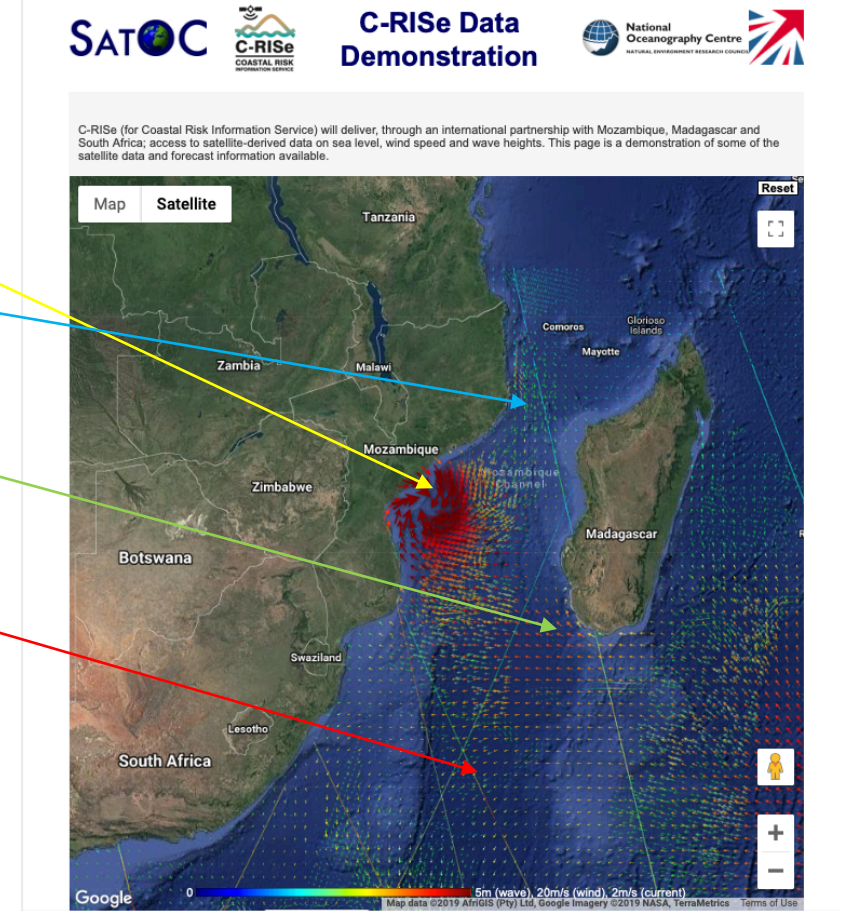 SATOC
C-RISe
COASTAL RISK
INFORMATION SERVICE
C-RISe Data
Demonstration
National
Oceanography Centre
NATURAL ENVIRONMENT RESEARCH COUNCIL
C-RISe (for Coastal Risk Information Service) will deliver, through an international partnership with Mozambique, Madagascar and
South Africa; access to satellite-derived data on sea level, wind speed and wave heights. This page is a demonstration of some of the
satellite data and forecast information available.
Map Satellite
Reset
Tanzania
Comoros
Glorioso
Islands
Mayotte
Zambia
Malawi
Mozambique
Mozambique
Channel
Zimbabwe
Madagascar
Botswana
Swaziland
Lesotho
South Africa
+
−
Google
0
5m (wave), 20m/s (wind), 2m/s (current)
Map data ©2019 AfriGIS (Pty) Ltd, Google Imagery ©2019 NASA, TerraMetrics Terms of Use